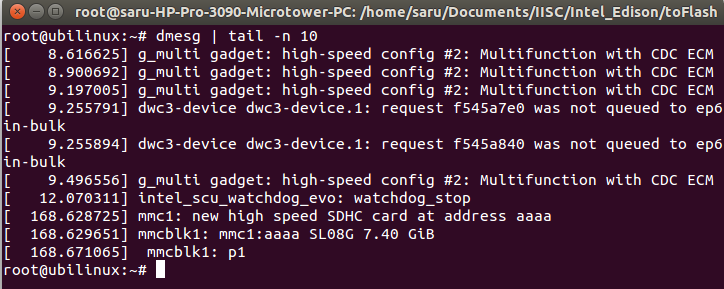 root@saru-HP-Pro-3090-Microtower-PC: /home/saru/Documents/IISC/Intel_Edison/toFlash
root@ubilinux:~# dmesg | tail -n 10
[    8.616625] g_multi gadget: high-speed config #2: Multifunction with CDC ECM
[    8.900692] g_multi gadget: high-speed config #2: Multifunction with CDC ECM
[    9.197005] g_multi gadget: high-speed config #2: Multifunction with CDC ECM
[    9.255791] dwc3-device dwc3-device.1: request f545a7e0 was not queued to ep6
in-bulk
[    9.255894] dwc3-device dwc3-device.1: request f545a840 was not queued to ep6
in-bulk
[    9.496556] g_multi gadget: high-speed config #2: Multifunction with CDC ECM
[   12.070311] intel_scu_watchdog_evo: watchdog_stop
[  168.628725] mmc1: new high speed SDHC card at address aaaa
[  168.629651] mmcblk1: mmc1:aaaa SL08G 7.40 GiB
[  168.671065]  mmcblk1: p1
root@ubilinux:~#